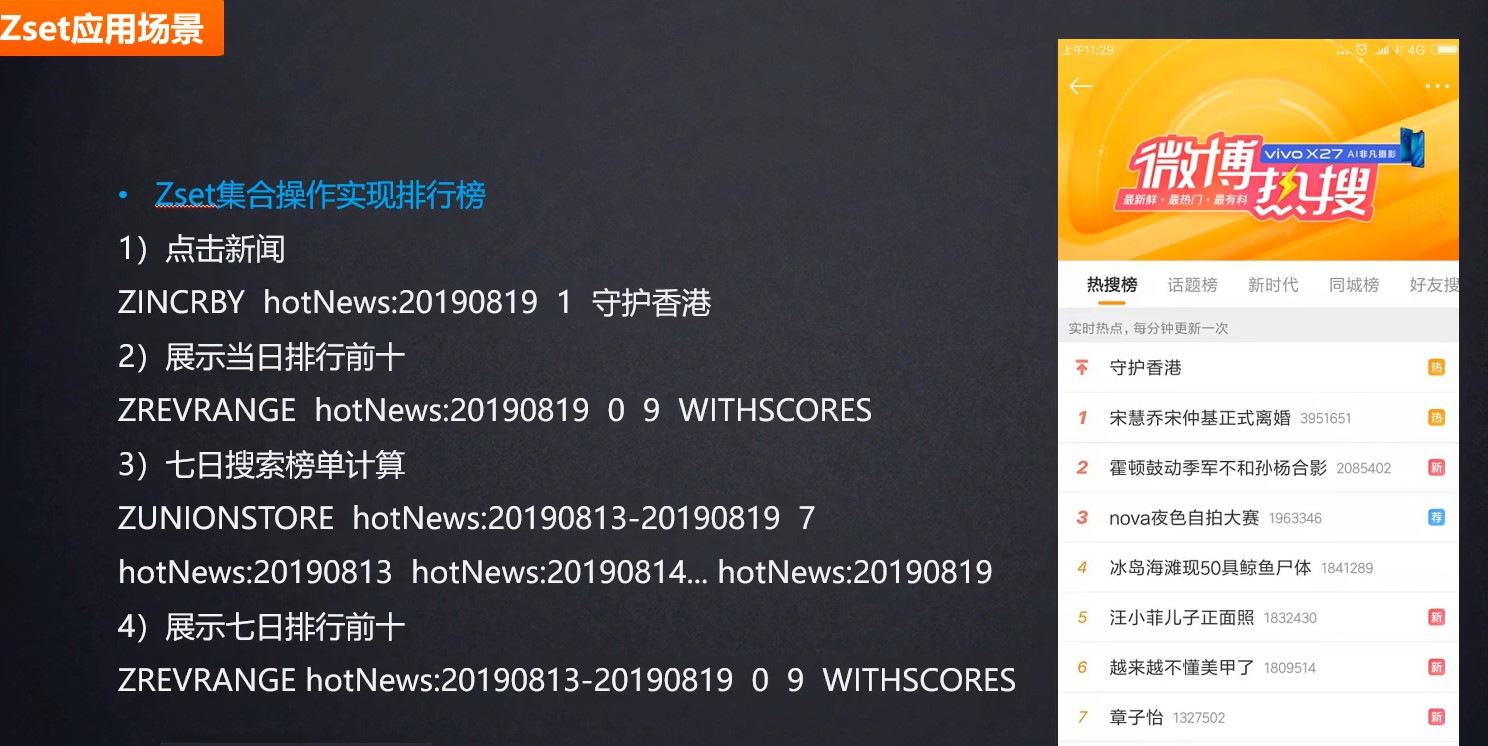 Zset应用场景
• Zset集合操作实现排行榜
1）点击新闻
ZINCRBY hotNews:20190819 1 守护香港
2）展示当日排行前十
ZREVRANGE hotNews:20190819 0 9 WITHSCORES
3）七日搜索榜单计算
ZUNIONSTORE hotNews:20190813-20190819 7
hotNews:20190813 hotNews:20190814... hotNews:20190819
4）展示七日排行前十
ZREVRANGE hotNews:20190813-20190819 0 9 WITHSCORES
上午11:29 ... 4G
微博热搜
vivo X27 AI非凡摄影
最新鲜·最热门·最有料
热搜榜 话题榜 新时代 同城榜 好友搜
实时热点，每分钟更新一次
守护香港 热
1 宋慧乔宋仲基正式离婚 3951651 热
2 霍顿鼓动季军不和孙杨合影 2085402 新
3 nova夜色自拍大赛 1963346 荐
4 冰岛海滩现50具鲸鱼尸体 1841289
5 汪小菲儿子正面照 1832430 新
6 越来越不懂美甲了 1809514 新
7 章子怡 1327502 新